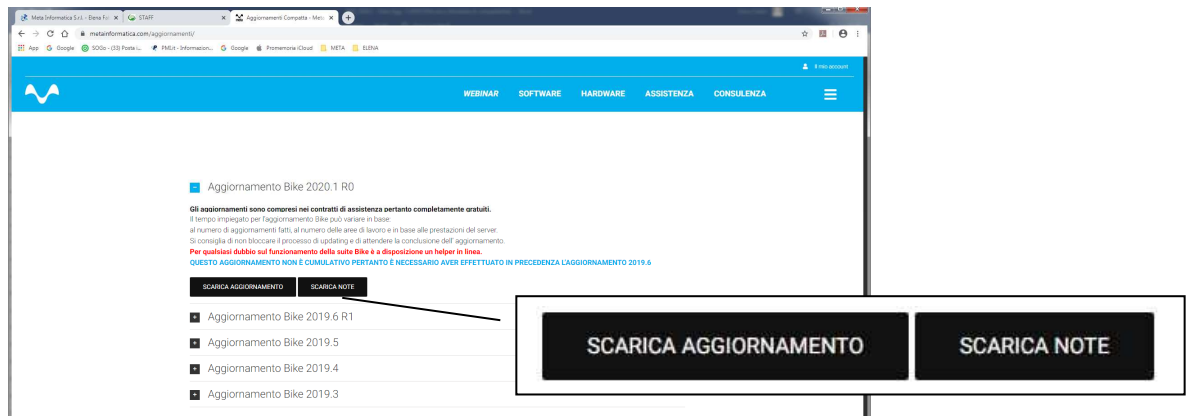 Meta Informatica S.r.l. - Elena Fo
STAFF
Aggiornamenti Compatta - Meta
metainformatica.com/aggiornamenti/
App
Google
SOGo - (33) Posta i...
PMI.it - Informazion...
Google
Promemoria iCloud
META
ELENA
Il mio account
WEBINAR SOFTWARE HARDWARE ASSISTENZA CONSULENZA
Aggiornamento Bike 2020.1 R0
Gli aggiornamenti sono compresi nei contratti di assistenza pertanto completamente gratuiti.
Il tempo impiegato per l'aggiornamento Bike può variare in base:
al numero di aggiornamenti fatti, al numero delle aree di lavoro e in base alle prestazioni del server.
Si consiglia di non bloccare il processo di updating e di attendere la conclusione dell' aggiornamento.
Per qualsiasi dubbio sul funzionamento della suite Bike è a disposizione un helper in linea.
QUESTO AGGIORNAMENTO NON È CUMULATIVO PERTANTO È NECESSARIO AVER EFFETTUATO IN PRECEDENZA L'AGGIORNAMENTO 2019.6
SCARICA AGGIORNAMENTO SCARICA NOTE
Aggiornamento Bike 2019.6 R1
Aggiornamento Bike 2019.5
Aggiornamento Bike 2019.4
Aggiornamento Bike 2019.3
SCARICA AGGIORNAMENTO SCARICA NOTE